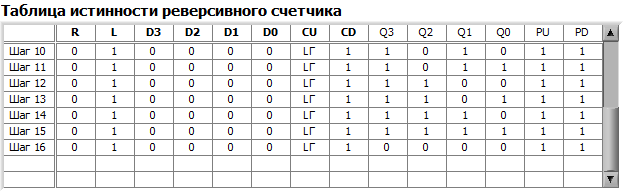 Таблица истинности реверсивного счетчика
R L D3 D2 D1 D0 CU CD Q3 Q2 Q1 Q0 PU PD
Шаг 10 0 1 0 0 0 0 LГ 1 1 0 1 0 1 1
Шаг 11 0 1 0 0 0 0 LГ 1 1 0 1 1 1 1
Шаг 12 0 1 0 0 0 0 LГ 1 1 1 0 0 1 1
Шаг 13 0 1 0 0 0 0 LГ 1 1 1 0 1 1 1
Шаг 14 0 1 0 0 0 0 LГ 1 1 1 1 0 1 1
Шаг 15 0 1 0 0 0 0 LГ 1 1 1 1 1 1 1
Шаг 16 0 1 0 0 0 0 LГ 1 0 0 0 0 1 1